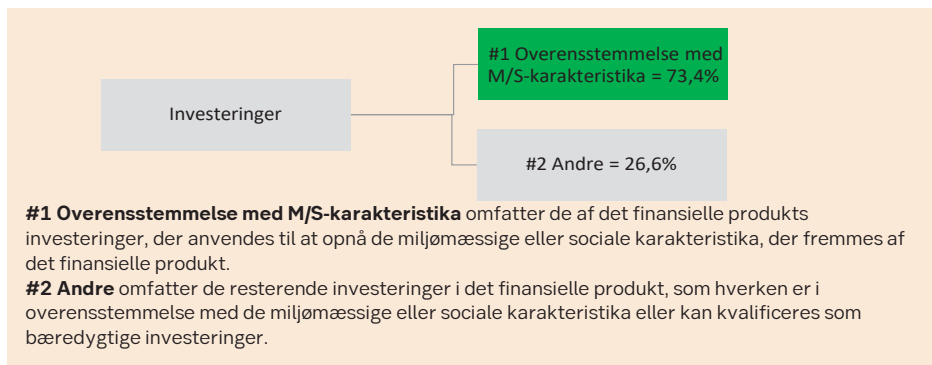 #1 Overensstemmelse med
M/S-karakteristika = 73,4%
Investeringer
#2 Andre = 26,6%
#1 Overensstemmelse med M/S-karakteristika omfatter de af det finansielle produkts
investeringer, der anvendes til at opnå de miljømæssige eller sociale karakteristika, der fremmes af
det finansielle produkt.
#2 Andre omfatter de resterende investeringer i det finansielle produkt, som hverken er i
overensstemmelse med de miljømæssige eller sociale karakteristika eller kan kvalificeres som
bæredygtige investeringer.